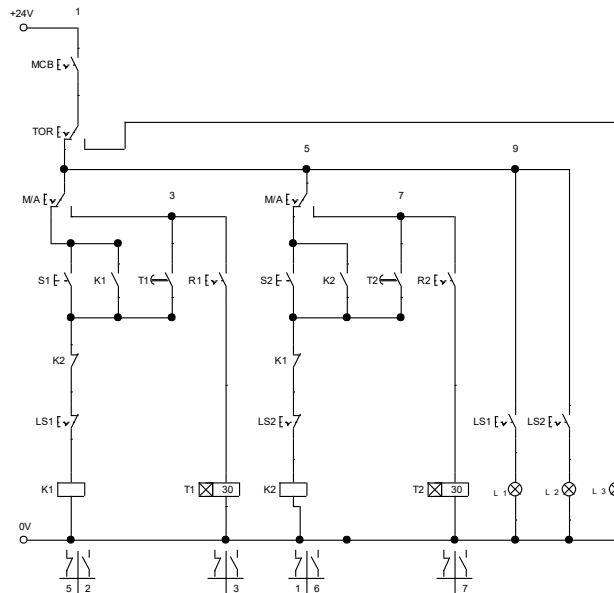 1
+24V
MCB
TOR
5
9
M/A
3
M/A
7
S1
K1
T1
R1
S2
K2
T2
R2
K2
K1
LS1
LS2
LS1
LS2
K1
T1
30
K2
T2
30
L 1
L 2
L 3
0V
5
2
3
1
6
7